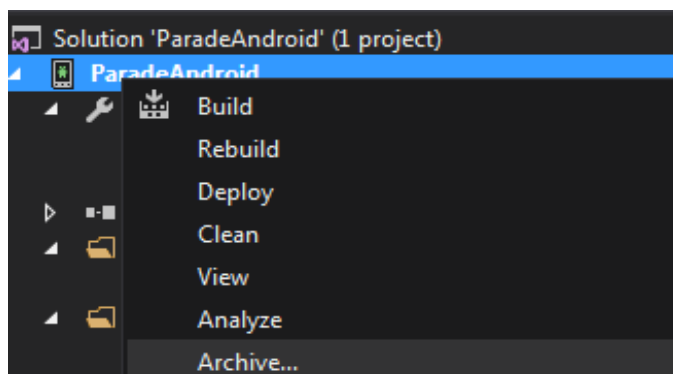 Solution 'ParadeAndroid' (1 project)
ParadeAndroid
Build
Rebuild
Deploy
Clean
View
Analyze
Archive...